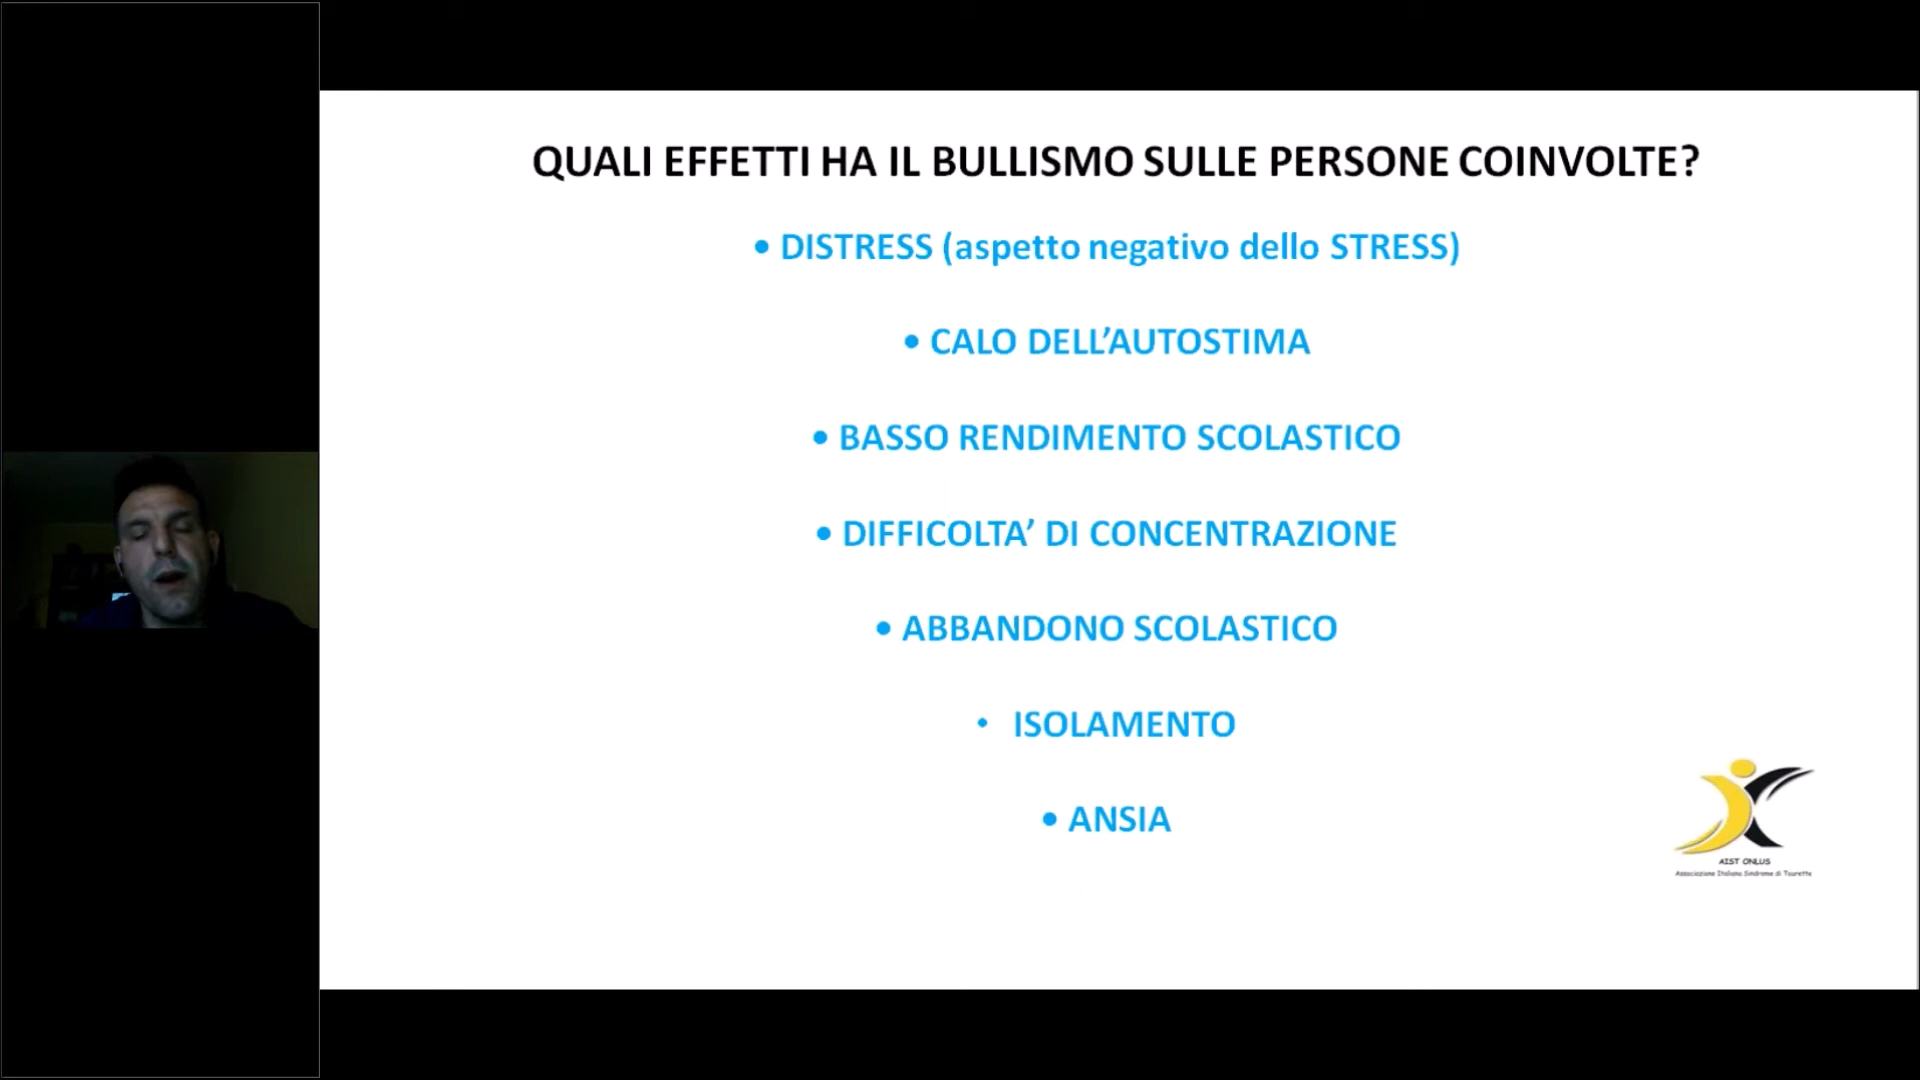 QUALI EFFETTI HA IL BULLISMO SULLE PERSONE COINVOLTE?
• DISTRESS (aspetto negativo dello STRESS)
• CALO DELL’AUTOSTIMA
• BASSO RENDIMENTO SCOLASTICO
• DIFFICOLTA’ DI CONCENTRAZIONE
• ABBANDONO SCOLASTICO
• ISOLAMENTO
• ANSIA
AIST ONLUS
Associazione Italiana Sindrome di Tourette